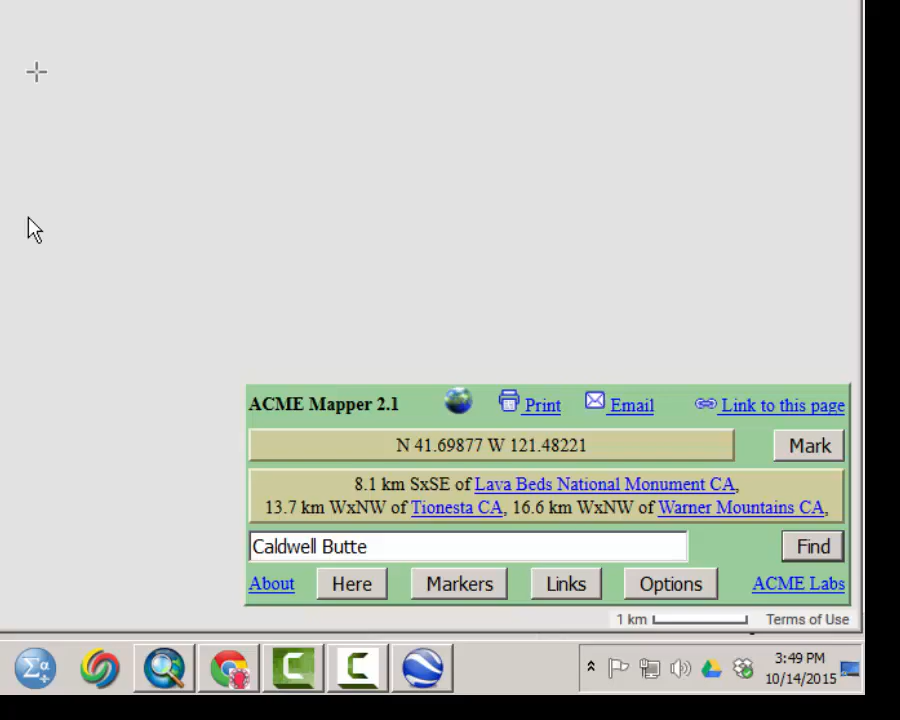 ACME Mapper 2.1 Print Email Link to this page
N 41.69877 W 121.48221 Mark
8.1 km SxSE of Lava Beds National Monument CA,
13.7 km WxNW of Tionesta CA, 16.6 km WxNW of Warner Mountains CA,
Caldwell Butte Find
About Here Markers Links Options ACME Labs
1 km Terms of Use
3:49 PM
10/14/2015